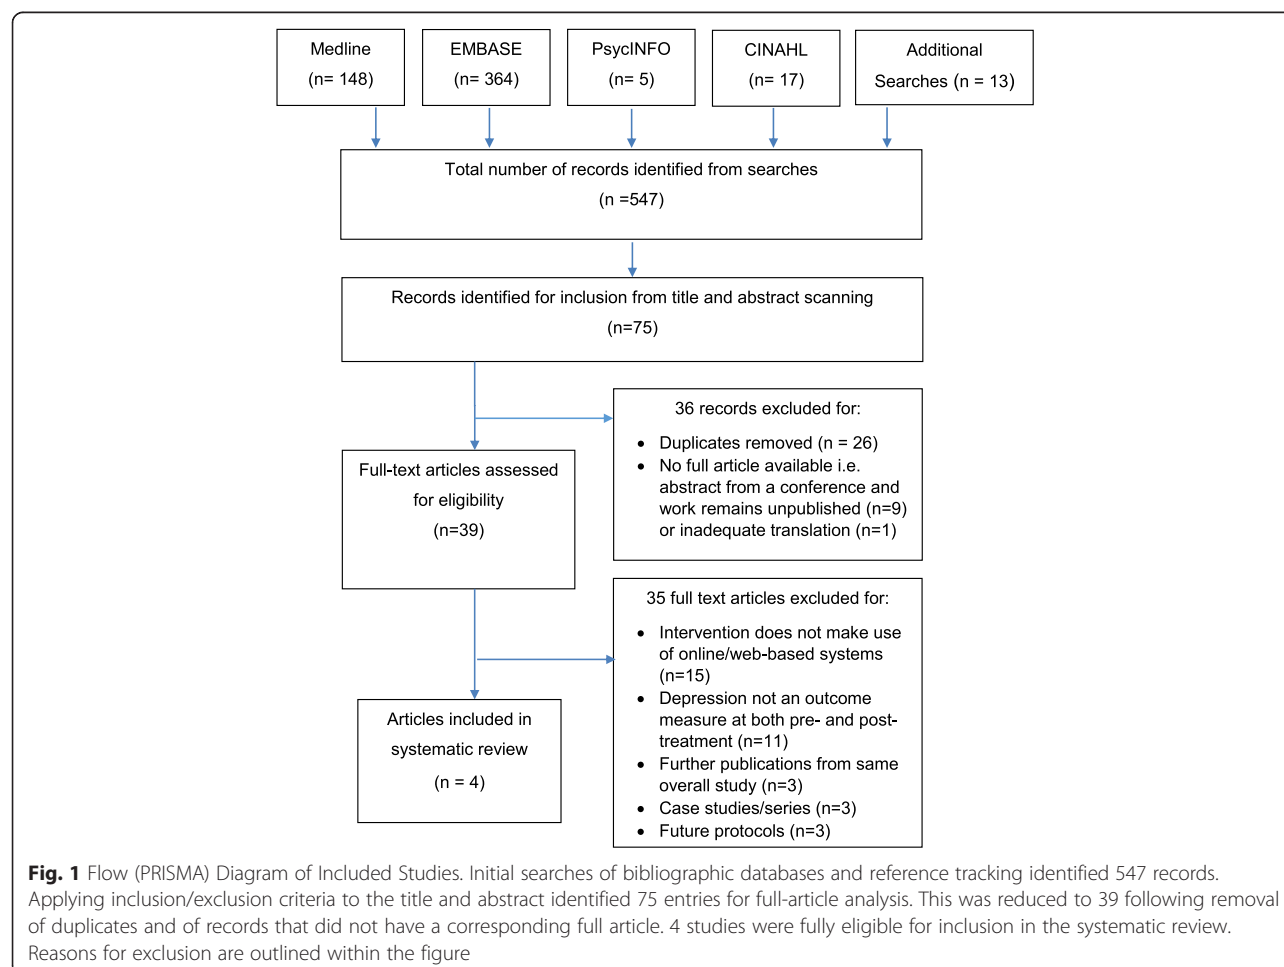 Medline
(n= 148)
EMBASE
(n= 364)
PsycINFO
(n= 5)
CINAHL
(n= 17)
Additional
Searches (n = 13)
Total number of records identified from searches
(n =547)
Records identified for inclusion from title and abstract scanning
(n=75)
36 records excluded for:
• Duplicates removed (n = 26)
• No full article available i.e.
abstract from a conference and
work remains unpublished (n=9)
or inadequate translation (n=1)
Full-text articles assessed
for eligibility
(n=39)
35 full text articles excluded for:
• Intervention does not make use
of online/web-based systems
(n=15)
• Depression not an outcome
measure at both pre- and post-
treatment (n=11)
• Further publications from same
overall study (n=3)
• Case studies/series (n=3)
• Future protocols (n=3)
Articles included in
systematic review
(n = 4)
Fig. 1 Flow (PRISMA) Diagram of Included Studies. Initial searches of bibliographic databases and reference tracking identified 547 records.
Applying inclusion/exclusion criteria to the title and abstract identified 75 entries for full-article analysis. This was reduced to 39 following removal
of duplicates and of records that did not have a corresponding full article. 4 studies were fully eligible for inclusion in the systematic review.
Reasons for exclusion are outlined within the figure